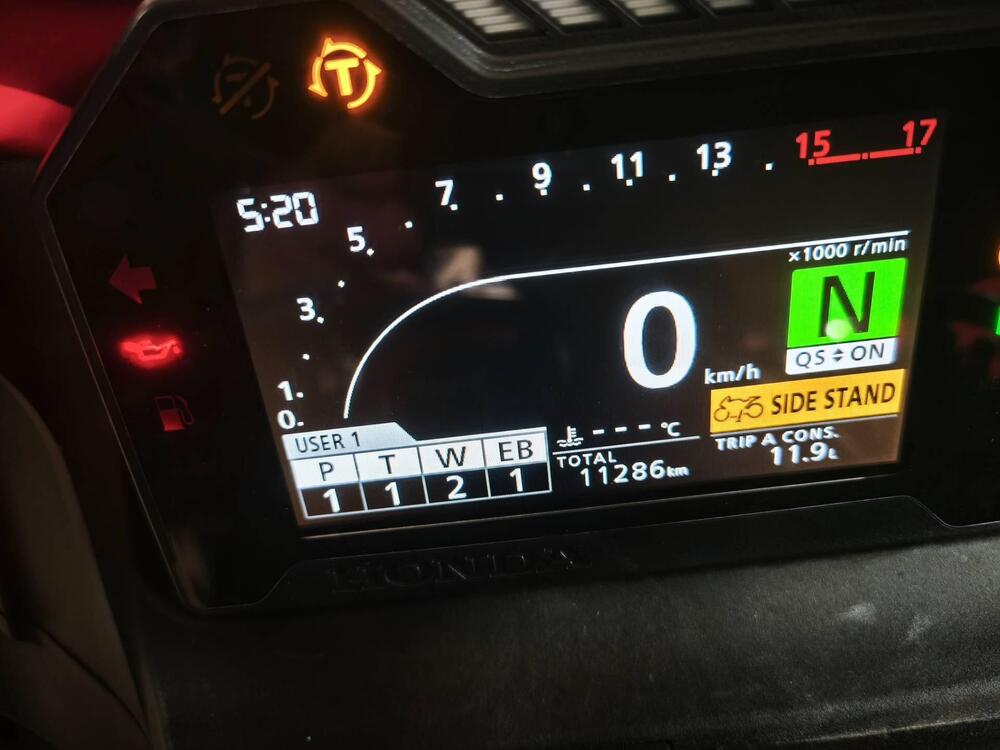 T
15 17
7 9 11 13
5:20
5
×1000 r/min
3
N
0
QS ON
km/h
1
SIDE STAND
0
USER 1
--- °C
P T W EB
TOTAL
TRIP A CONS.
1 1 2 1
11286km
11.9L
HONDA